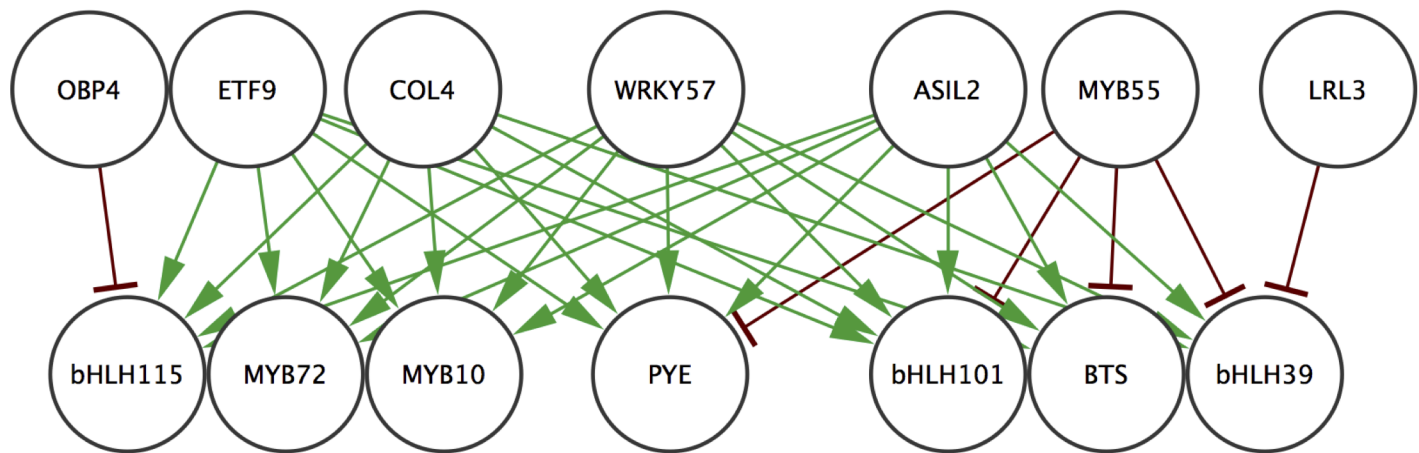 OBP4
ETF9
COL4
WRKY57
ASIL2
MYB55
LRL3
bHLH115
MYB72
MYB10
PYE
bHLH101
BTS
bHLH39